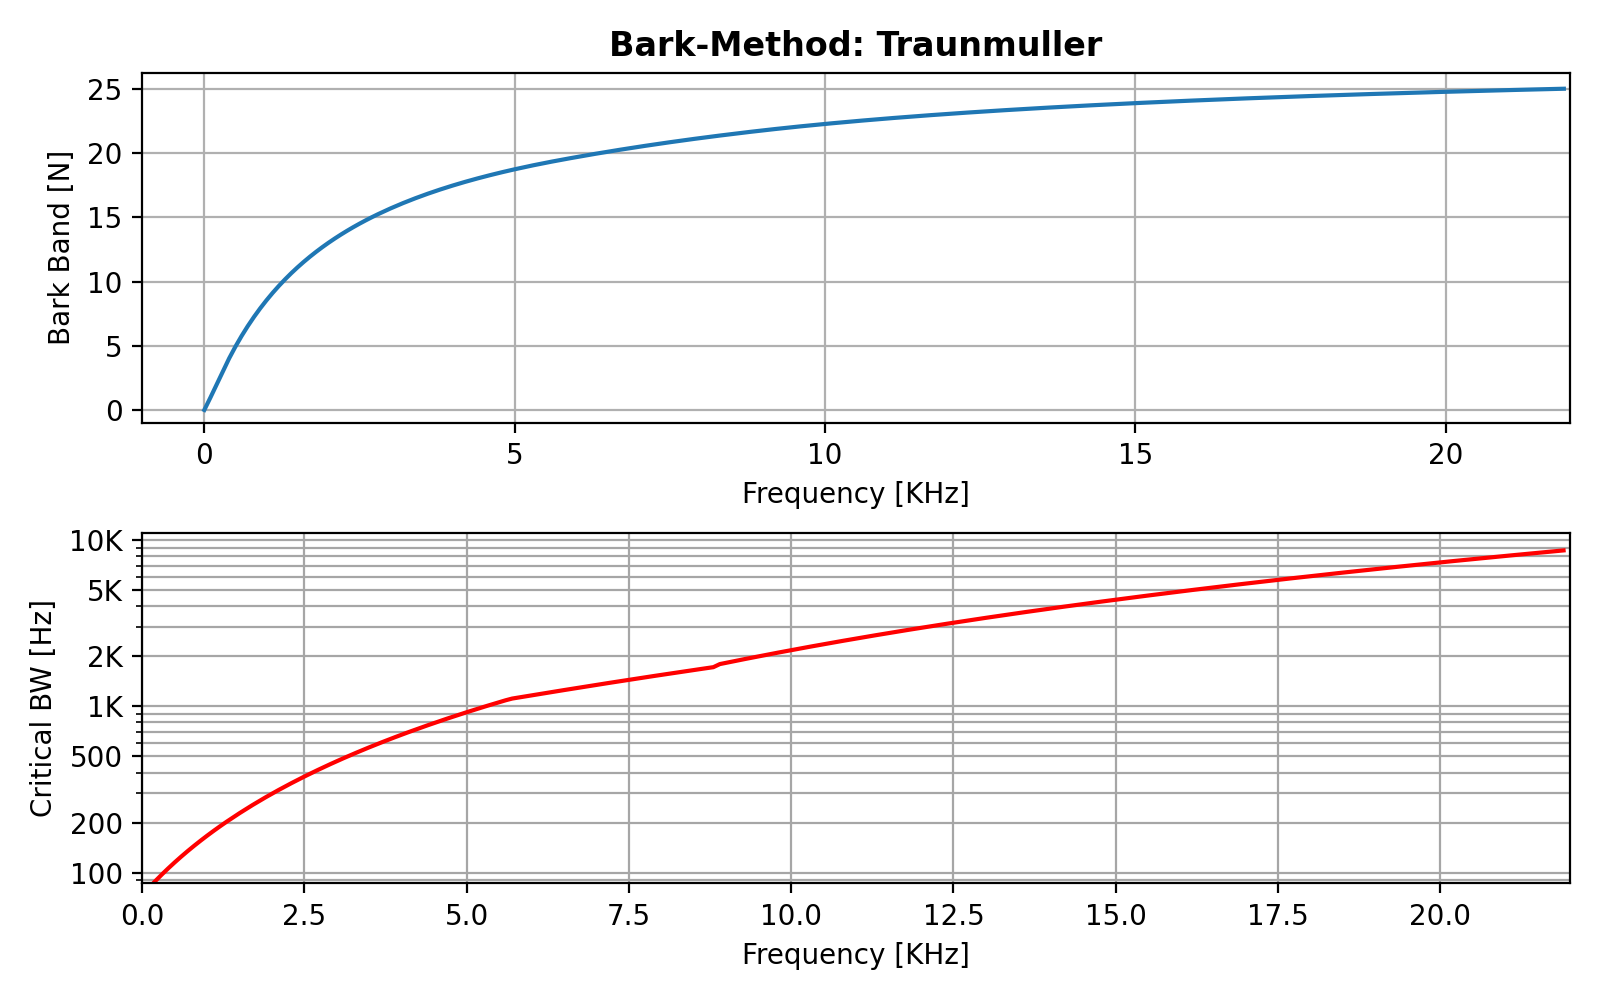 Bark-Method: Traunmuller
25
20
15
10
5
0
Bark Band [N]
0 5 10 15 20
Frequency [KHz]
10K
5K
2K
1K
500
200
100
Critical BW [Hz]
0.0 2.5 5.0 7.5 10.0 12.5 15.0 17.5 20.0
Frequency [KHz]